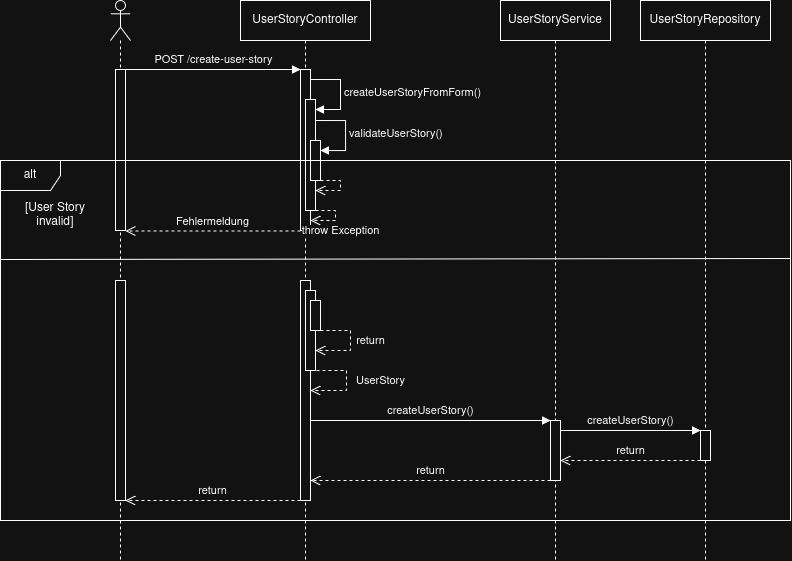 UserStoryController
UserStoryService
UserStoryRepository
POST /create-user-story
createUserStoryFromForm()
validateUserStory()
alt
[User Story
invalid]
Fehlermeldung
throw Exception
return
UserStory
createUserStory()
createUserStory()
return
return
return